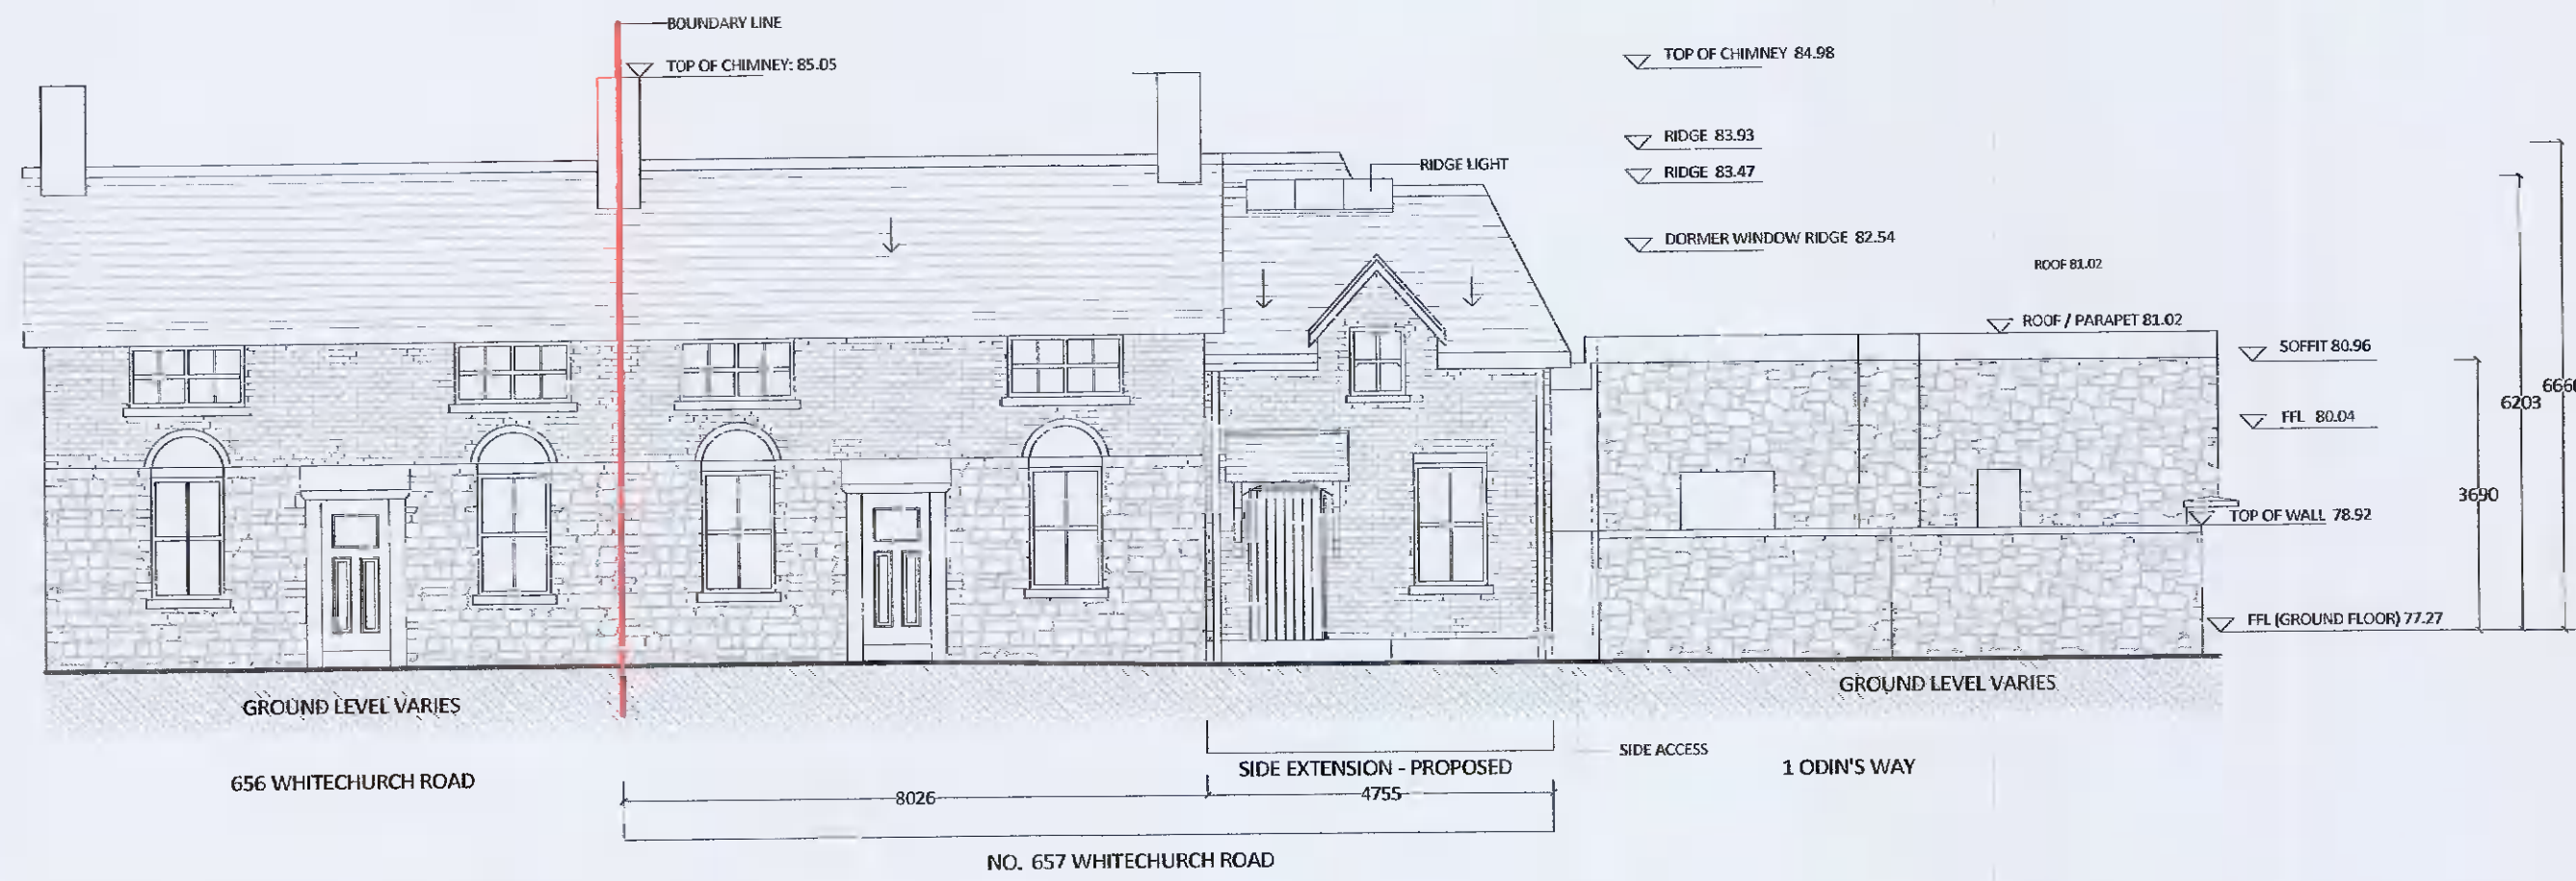 BOUNDARY LINE
TOP OF CHIMNEY: 85.05
TOP OF CHIMNEY 84.98
RIDGE 83.93
RIDGE LIGHT
RIDGE 83.47
DORMER WINDOW RIDGE 82.54
ROOF 81.02
ROOF / PARAPET 81.02
SOFFIT 80.96
6203
FFL 80.04
3690
TOP OF WALL 78.92
FFL (GROUND FLOOR) 77.27
GROUND LEVEL VARIES
GROUND LEVEL VARIES
SIDE ACCESS
656 WHITECHURCH ROAD
SIDE EXTENSION - PROPOSED
1 ODIN'S WAY
8026
4755
NO. 657 WHITECHURCH ROAD